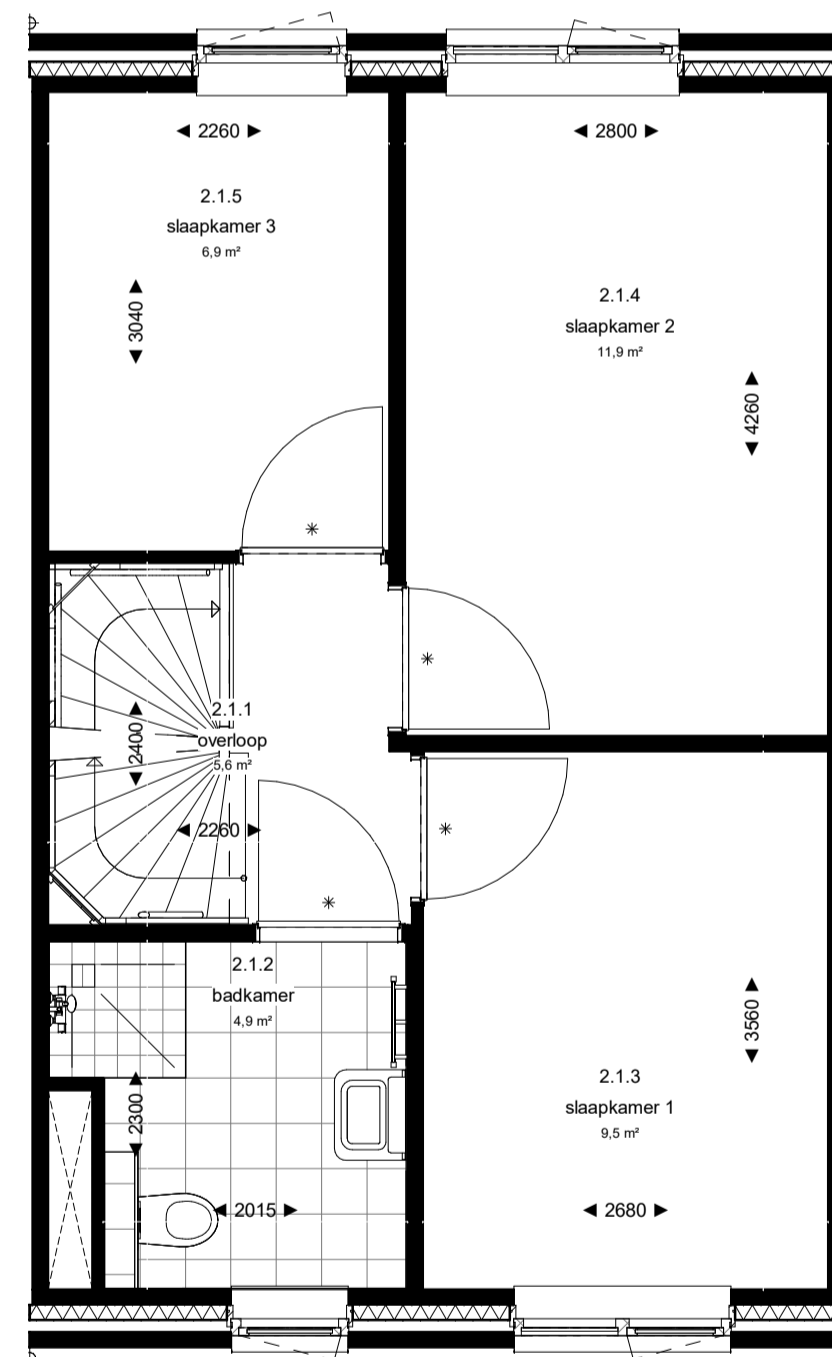 2260
2800
2.1.5
slaapkamer 3
6,9 m²
3040
2.1.4
slaapkamer 2
11,9 m²
4260
2.1.1
overloop
5,6 m²
2400
2260
2.1.2
badkamer
4,9 m²
2300
2015
3560
2.1.3
slaapkamer 1
9,5 m²
2680